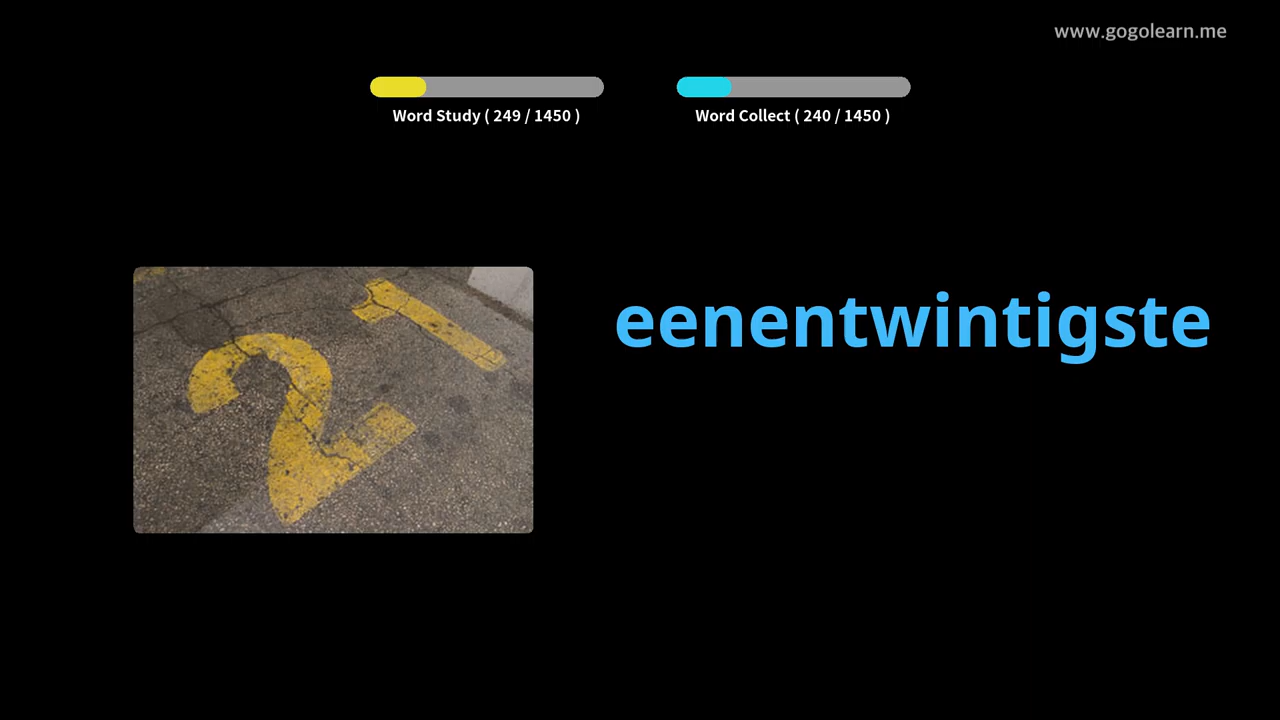 www.gogolearn.me
Word Study ( 249 / 1450 )
Word Collect ( 240 / 1450 )
21
eenentwintigste